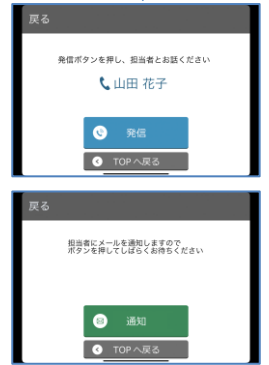 戻る
発信ボタンを押し、担当者とお話ください
山田 花子
発信
TOPへ戻る
戻る
担当者にメールを通知しますので
ボタンを押してしばらくお待ちください
通知
TOPへ戻る